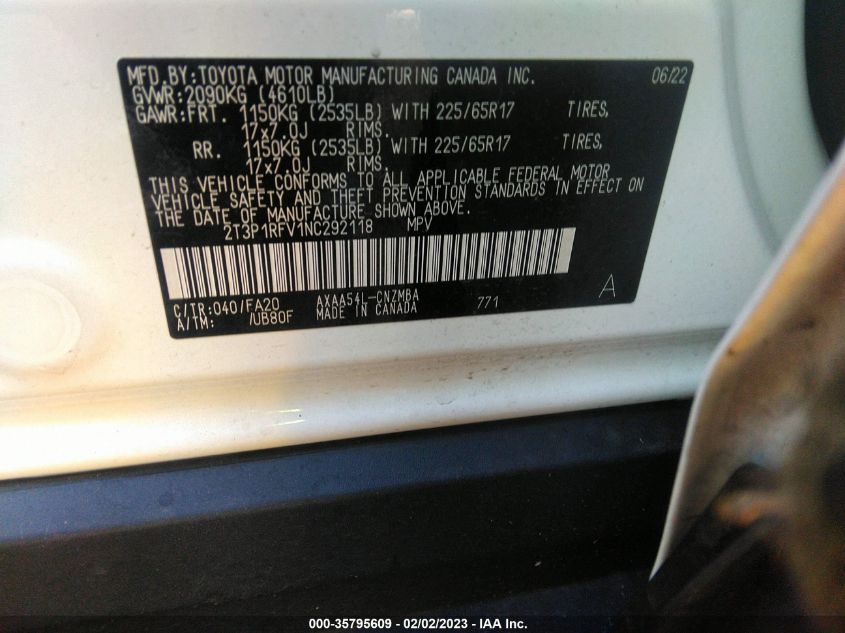 MFD.BY:TOYOTA MOTOR MANUFACTURING CANADA INC. 06/22
GVWR:2090KG (4610LB)
GAWR:FRT. 1150KG (2535LB) WITH 225/65R17 TIRES,
17x7.0J RIMS.
RR. 1150KG (2535LB) WITH 225/65R17 TIRES,
17x7.0J RIMS.
THIS VEHICLE CONFORMS TO ALL APPLICABLE FEDERAL MOTOR
VEHICLE SAFETY AND THEFT PREVENTION STANDARDS IN EFFECT ON
THE DATE OF MANUFACTURE SHOWN ABOVE.
2T3P1RFV1NC292118 MPV
C/TR:040/FA20 AXAA54L-CNZMBA 771 A
A/TM: /UB80F MADE IN CANADA
000-35795609 - 02/02/2023 - IAA Inc.